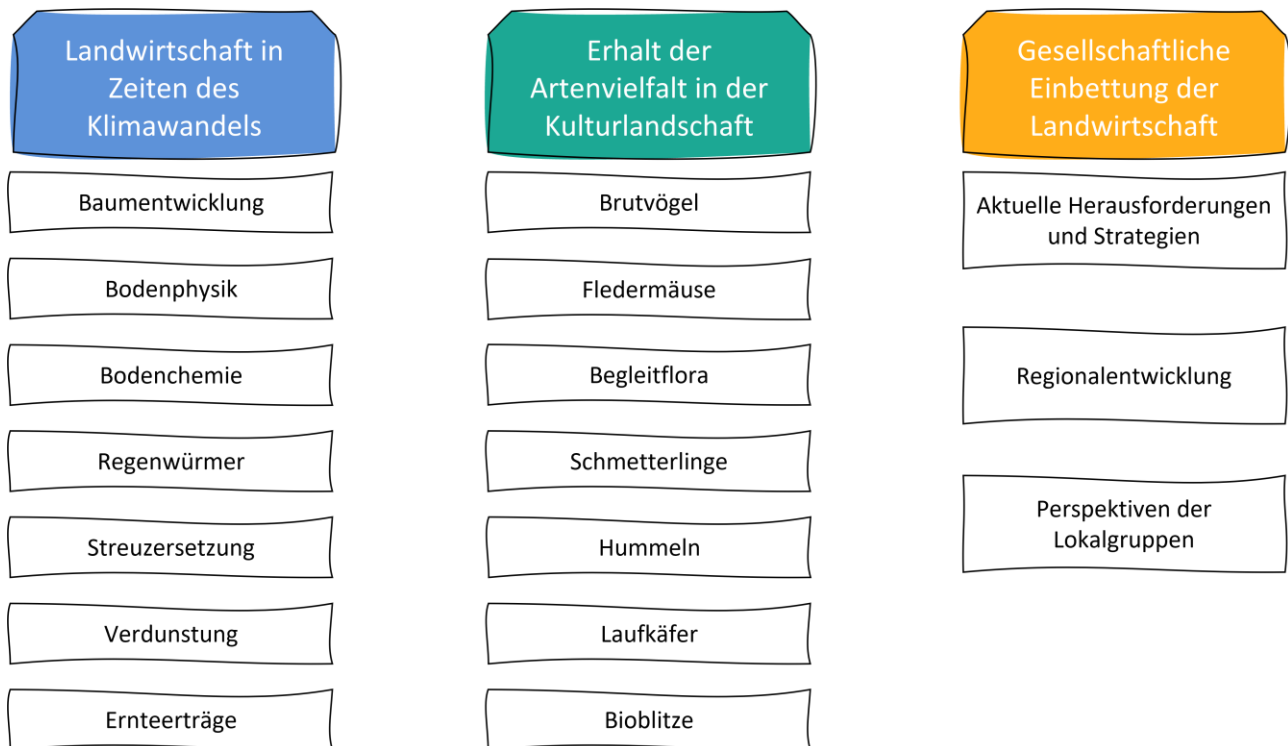 Landwirtschaft in
Zeiten des
Klimawandels
Baumentwicklung
Bodenphysik
Bodenchemie
Regenwürmer
Streuzersetzung
Verdunstung
Ernteerträge
Erhalt der
Artenvielfalt in der
Kulturlandschaft
Brutvögel
Fledermäuse
Begleitflora
Schmetterlinge
Hummeln
Laufkäfer
Bioblitze
Gesellschaftliche
Einbettung der
Landwirtschaft
Aktuelle Herausforderungen
und Strategien
Regionalentwicklung
Perspektiven der
Lokalgruppen